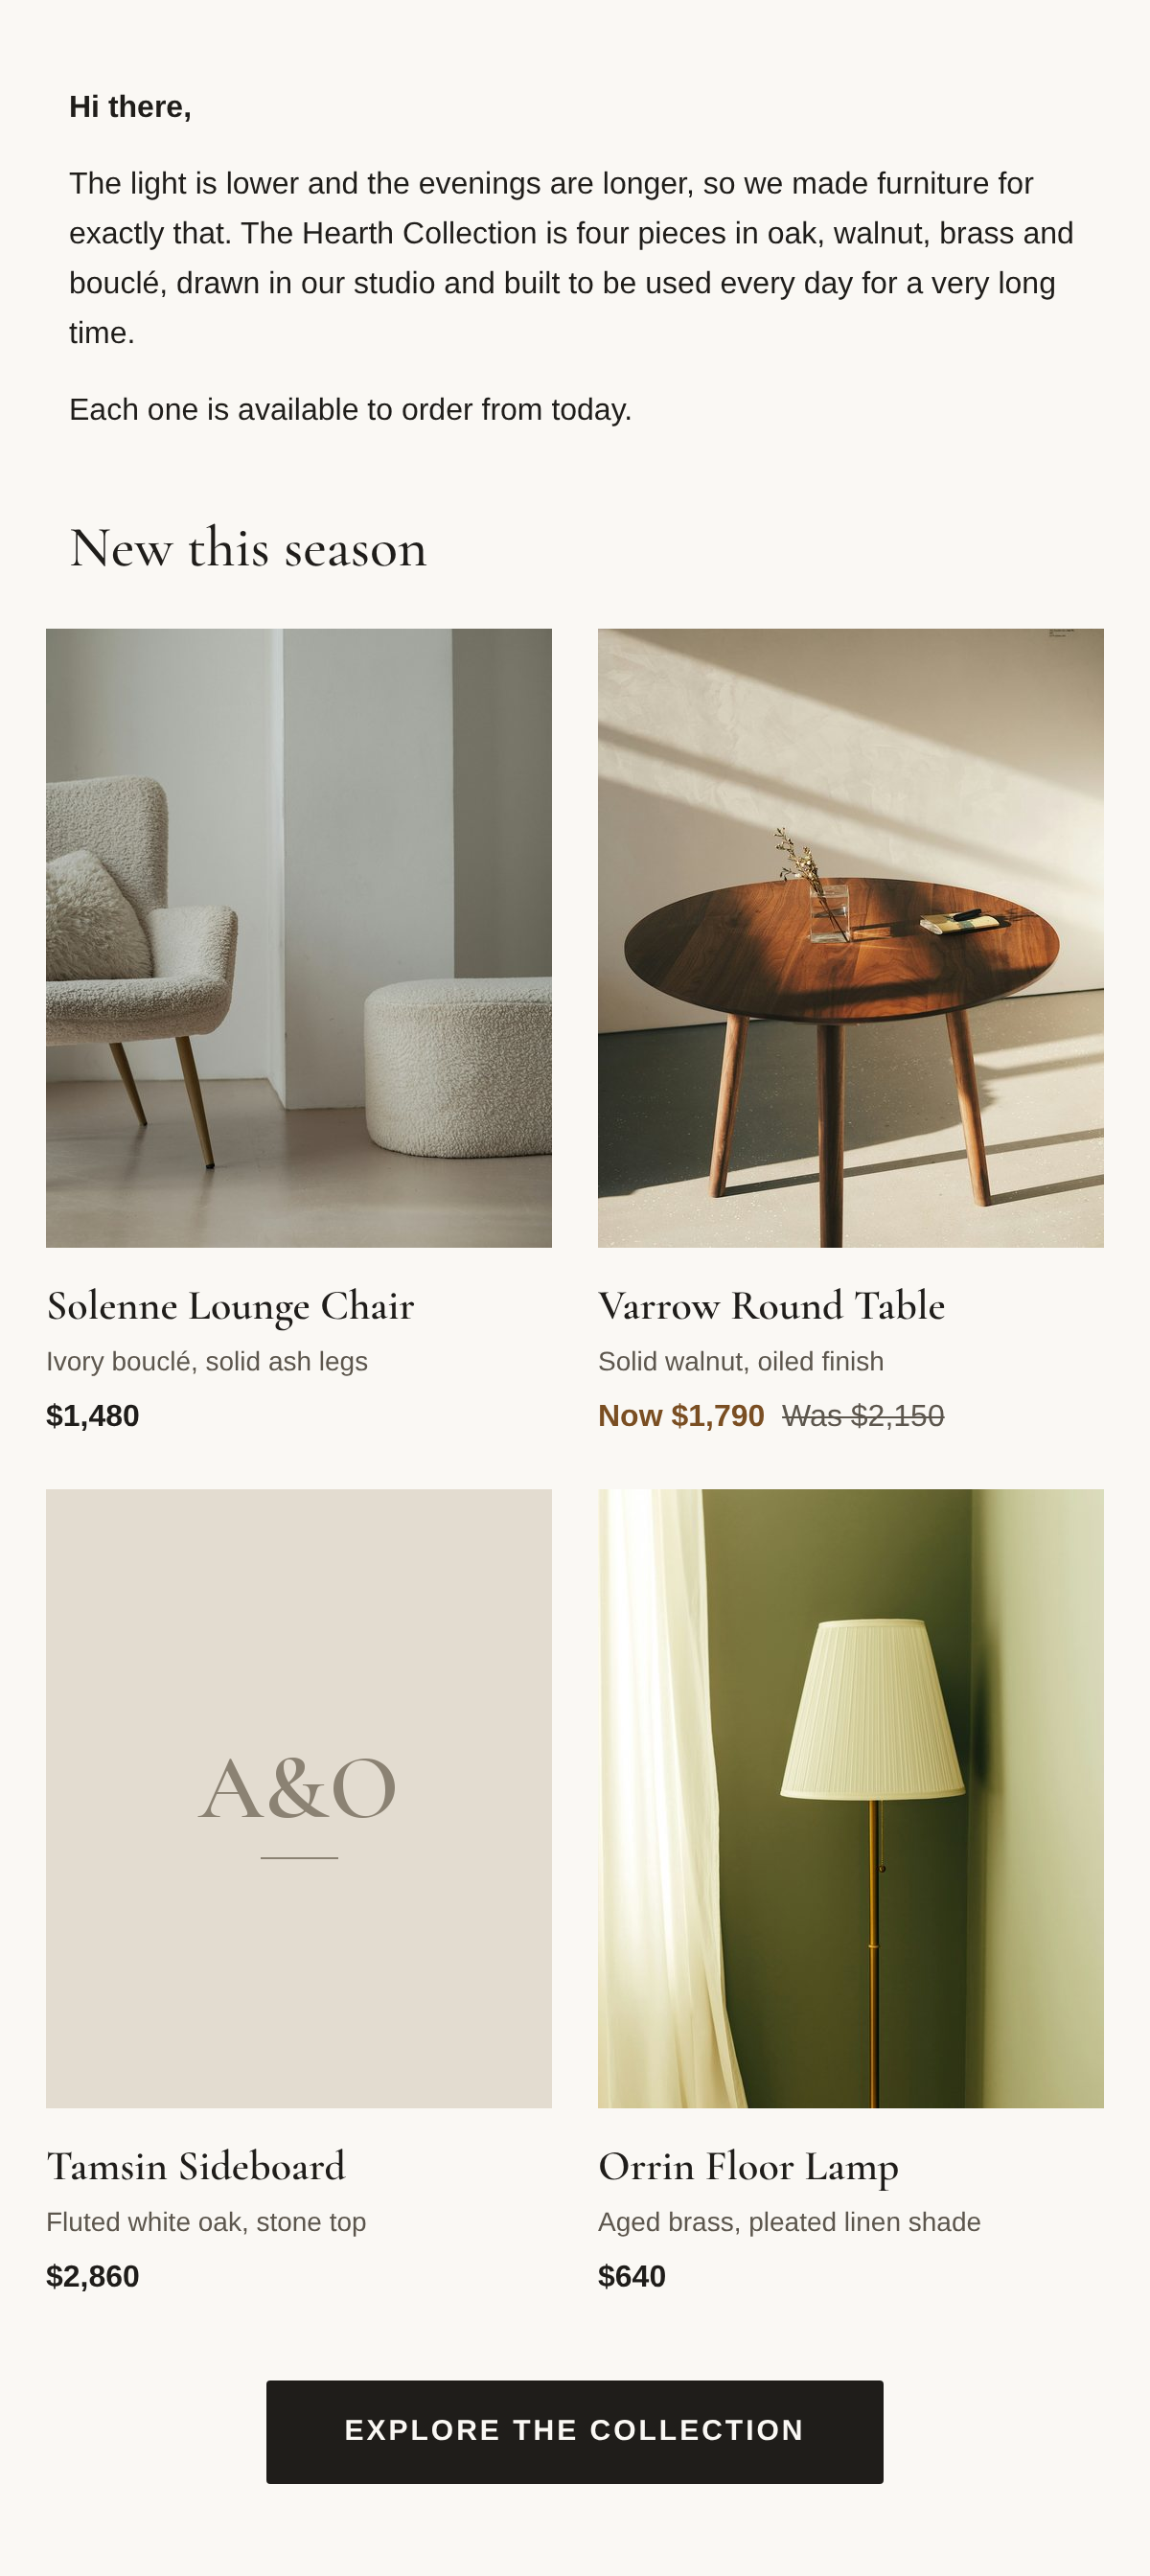 Hi there,
The light is lower and the evenings are longer, so we made furniture for
exactly that. The Hearth Collection is four pieces in oak, walnut, brass and
bouclé, drawn in our studio and built to be used every day for a very long
time.
Each one is available to order from today.
New this season
Solenne Lounge Chair
Ivory bouclé, solid ash legs
$1,480
Varrow Round Table
Solid walnut, oiled finish
Now $1,790 Was $2,150
A&O
Tamsin Sideboard
Fluted white oak, stone top
$2,860
Orrin Floor Lamp
Aged brass, pleated linen shade
$640
EXPLORE THE COLLECTION